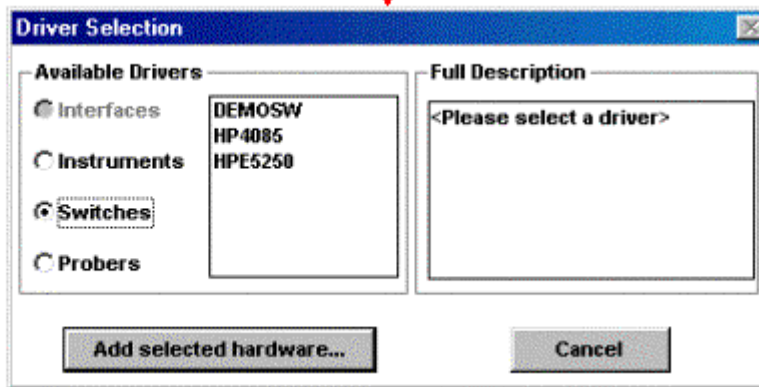 Driver Selection
Available Drivers
Interfaces
Instruments
Switches
Probers
DEMOSW
HP4085
HPE5250
Full Description
<Please select a driver>
Add selected hardware...
Cancel